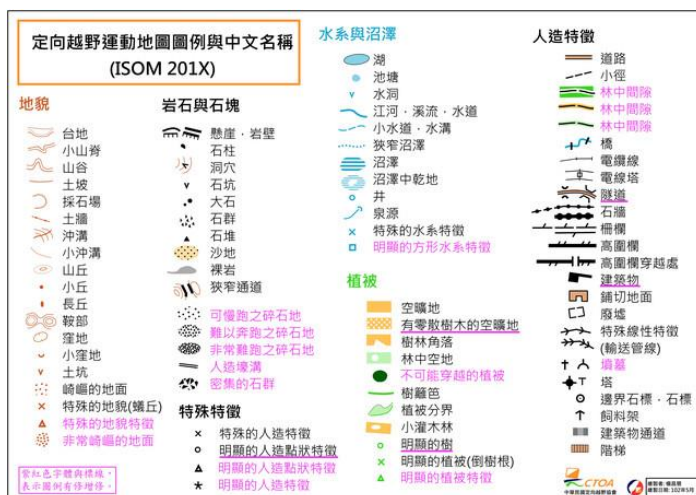 定向越野運動地圖圖例與中文名稱
(ISOM 201X)
地貌
台地
小山脊
山谷
土坡
採石場
土牆
沖溝
小沖溝
山丘
小丘
長丘
鞍部
窪地
小窪地
土坑
崎嶇的地面
特殊的地貌(蟻丘)
特殊的地貌特徵
非常崎嶇的地面
紫紅色字體與標線，
表示圖例有修增修。
岩石與石塊
懸崖﹒岩壁
石柱
洞穴
石坑
大石
石群
石堆
沙地
裸岩
狹窄通道
可慢跑之碎石地
難以奔跑之碎石地
非常難跑之碎石地
人造壕溝
密集的石群
特殊特徵
特殊的人造特徵
明顯的人造點狀特徵
明顯的人造點狀特徵
明顯的人造特徵
水系與沼澤
湖
池塘
水洞
江河﹒溪流﹒水道
小水道﹒水溝
狹窄沼澤
沼澤
沼澤中乾地
井
泉源
特殊的水系特徵
明顯的方形水系特徵
植被
空曠地
有零散樹木的空曠地
樹林角落
林中空地
不可能穿越的植被
樹籬笆
植被分界
小灌木林
明顯的樹
明顯的植被(倒樹根)
明顯的植被特徵
人造特徵
道路
小徑
林中間隙
林中間隙
林中間隙
橋
電纜線
電線塔
隧道
石牆
柵欄
高圍欄
高圍欄穿越處
建築物
鋪切地面
廢墟
特殊線性特徵
(輸送管線)
墳墓
塔
邊界石標﹒石標
飼料架
建築物通道
階梯
CTOA
中華民國定向越野協會